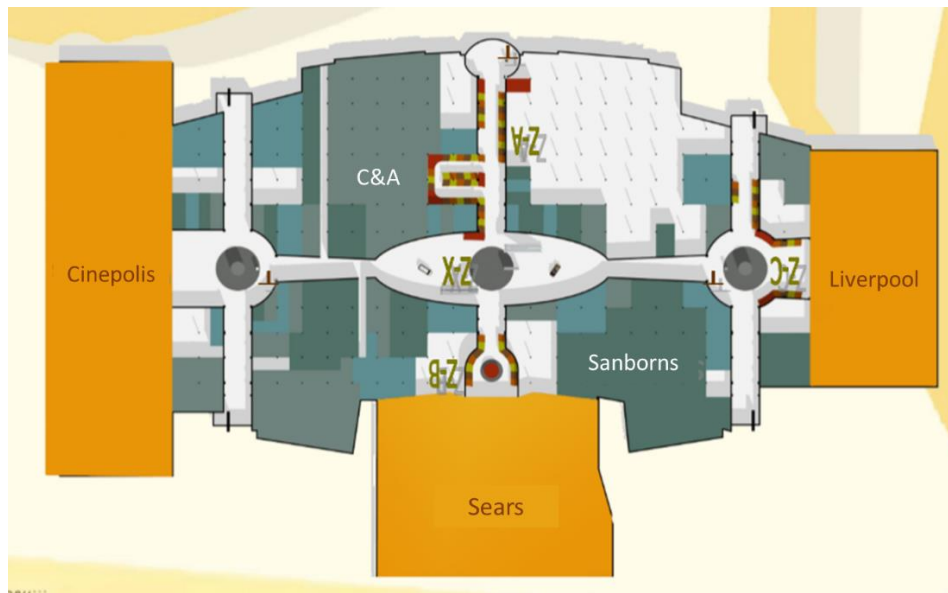 Z-A
C&A
Cinepolis
Z-X
Z-C
Liverpool
Sanborns
Z-B
Sears